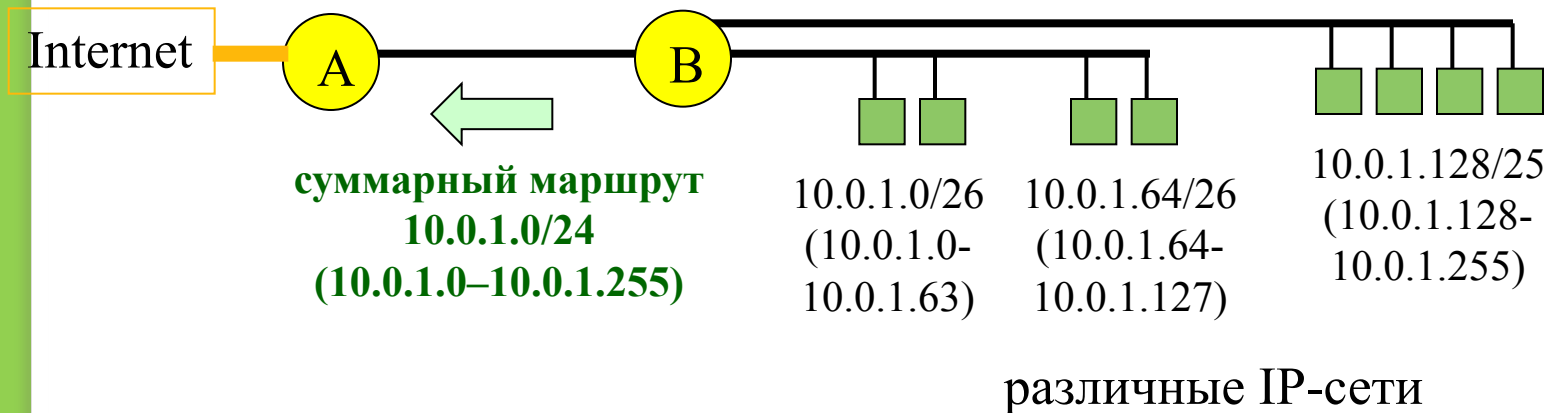 Internet
A
B
суммарный маршрут
10.0.1.0/24
(10.0.1.0–10.0.1.255)
10.0.1.0/26
(10.0.1.0-
10.0.1.63)
10.0.1.64/26
(10.0.1.64-
10.0.1.127)
10.0.1.128/25
(10.0.1.128-
10.0.1.255)
различные IP-сети